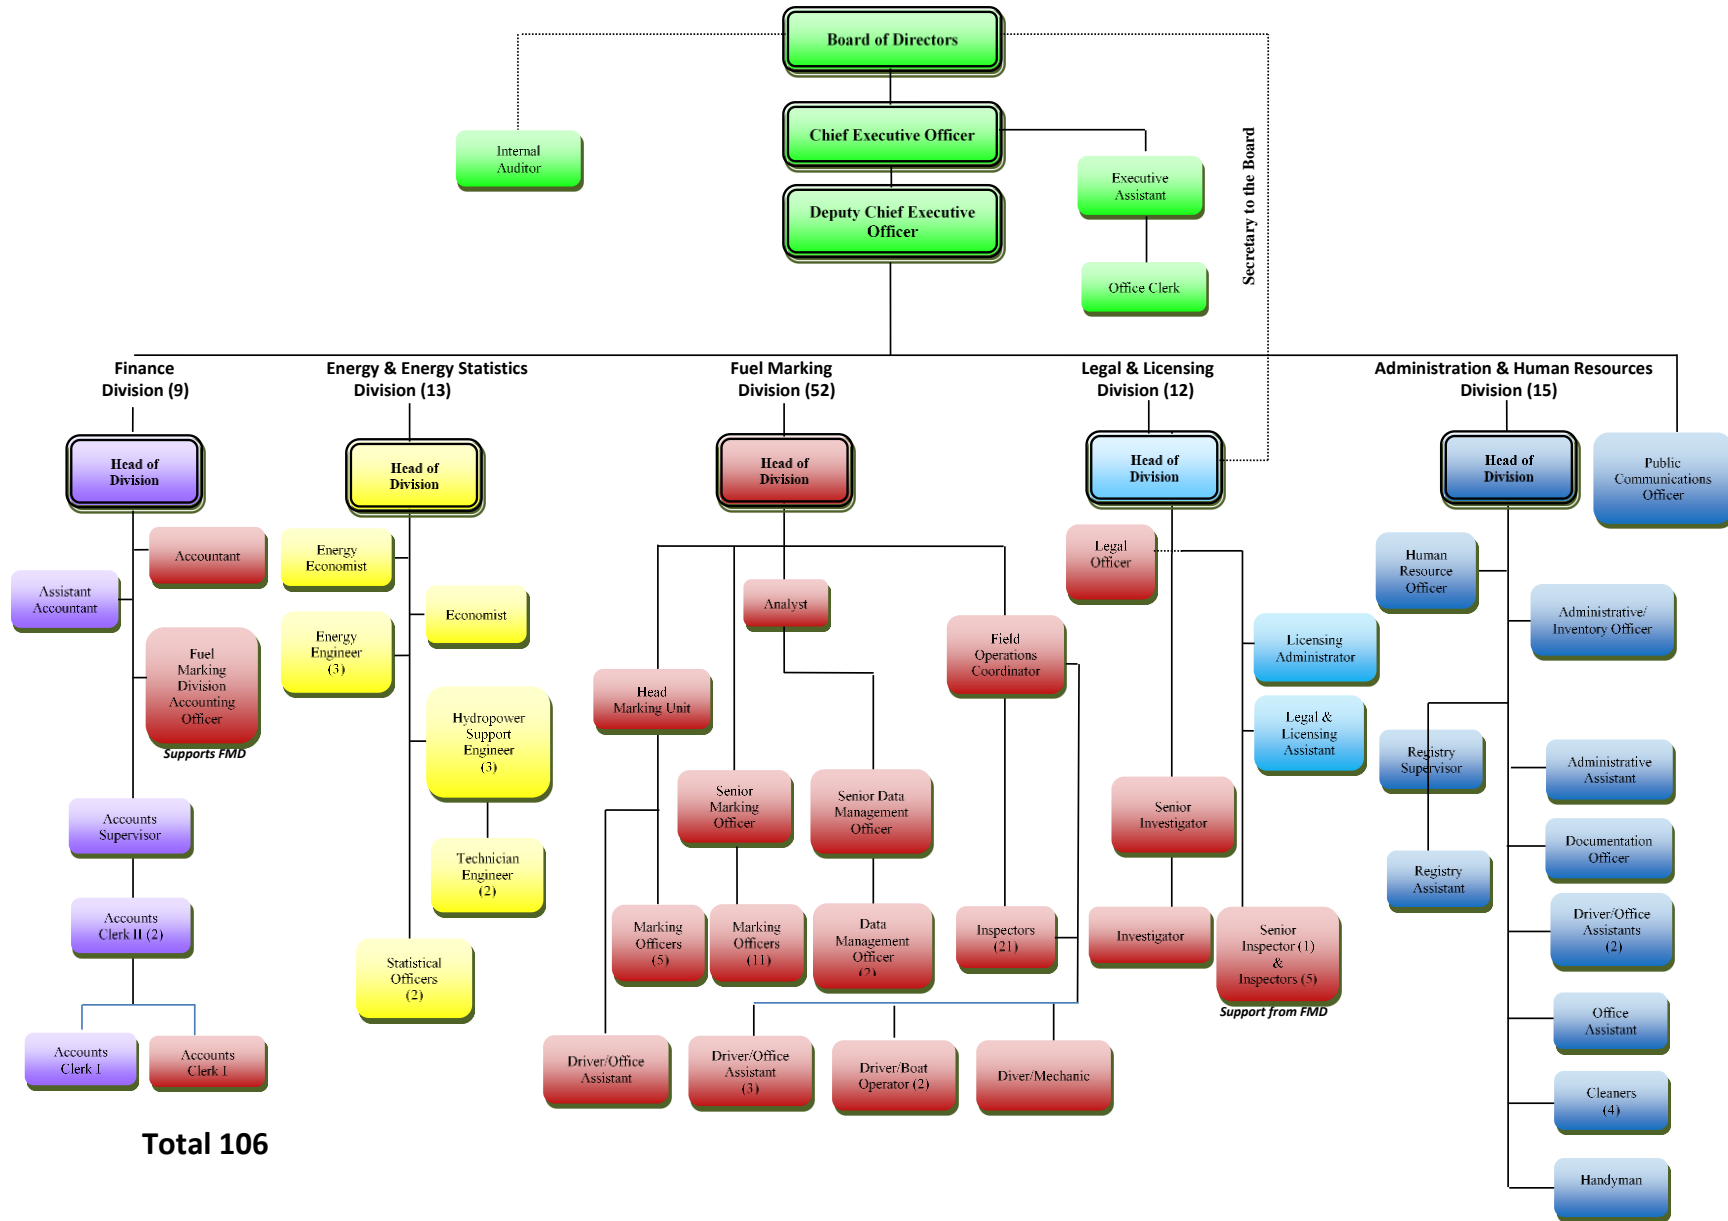 Board of Directors
Chief Executive Officer
Internal
Auditor
Executive
Assistant
Deputy Chief Executive
Officer
Office Clerk
Secretary to the Board
Finance
Division (9)
Energy & Energy Statistics
Division (13)
Fuel Marking
Division (52)
Legal & Licensing
Division (12)
Administration & Human Resources
Division (15)
Head of
Division
Head of
Division
Head of
Division
Head of
Division
Head of
Division
Public
Communications
Officer
Accountant
Assistant
Accountant
Fuel
Marking
Division
Accounting
Officer
Supports FMD
Accounts
Supervisor
Accounts
Clerk II (2)
Accounts
Clerk I
Accounts
Clerk I
Energy
Economist
Economist
Energy
Engineer
(3)
Hydropower
Support
Engineer
(3)
Technician
Engineer
(2)
Statistical
Officers
(2)
Analyst
Field
Operations
Coordinator
Head
Marking Unit
Senior
Marking
Officer
Senior Data
Management
Officer
Marking
Officers
(5)
Marking
Officers
(11)
Data
Management
Officer
(2)
Inspectors
(21)
Driver/Office
Assistant
Driver/Office
Assistant
(3)
Driver/Boat
Operator (2)
Diver/Mechanic
Legal
Officer
Licensing
Administrator
Legal &
Licensing
Assistant
Senior
Investigator
Investigator
Senior
Inspector (1)
&
Inspectors (5)
Support from FMD
Human
Resource
Officer
Administrative/
Inventory Officer
Registry
Supervisor
Administrative
Assistant
Documentation
Officer
Registry
Assistant
Driver/Office
Assistants
(2)
Office
Assistant
Cleaners
(4)
Handyman
Total 106